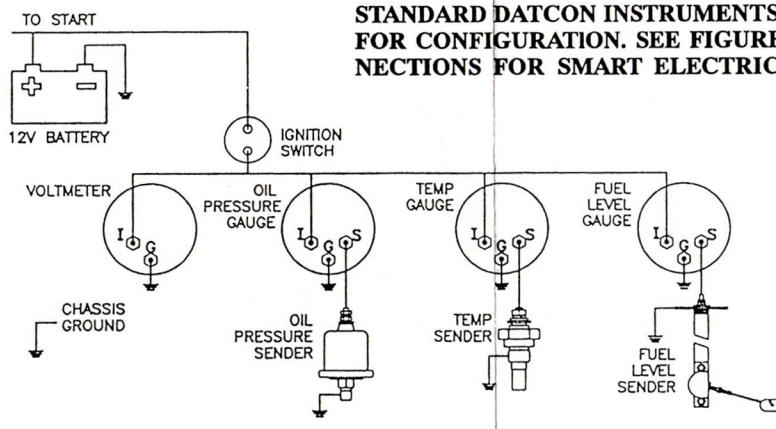 STANDARD DATCON INSTRUMENTS
FOR CONFIGURATION. SEE FIGURE
NECTIONS FOR SMART ELECTRIC
TO START
12V BATTERY
IGNITION
SWITCH
VOLTMETER
I
G
OIL
PRESSURE
GAUGE
I
G
S
TEMP
GAUGE
I
G
S
FUEL
LEVEL
GAUGE
I
G
S
CHASSIS
GROUND
OIL
PRESSURE
SENDER
TEMP
SENDER
FUEL
LEVEL
SENDER